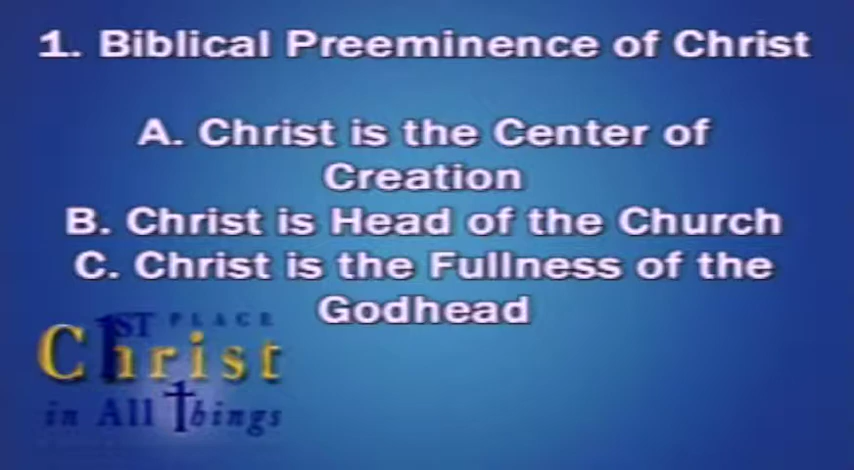 1. Biblical Preeminence of Christ
A. Christ is the Center of
Creation
B. Christ is Head of the Church
C. Christ is the Fullness of the
Godhead
1ST PLACE
Christ
in All Things